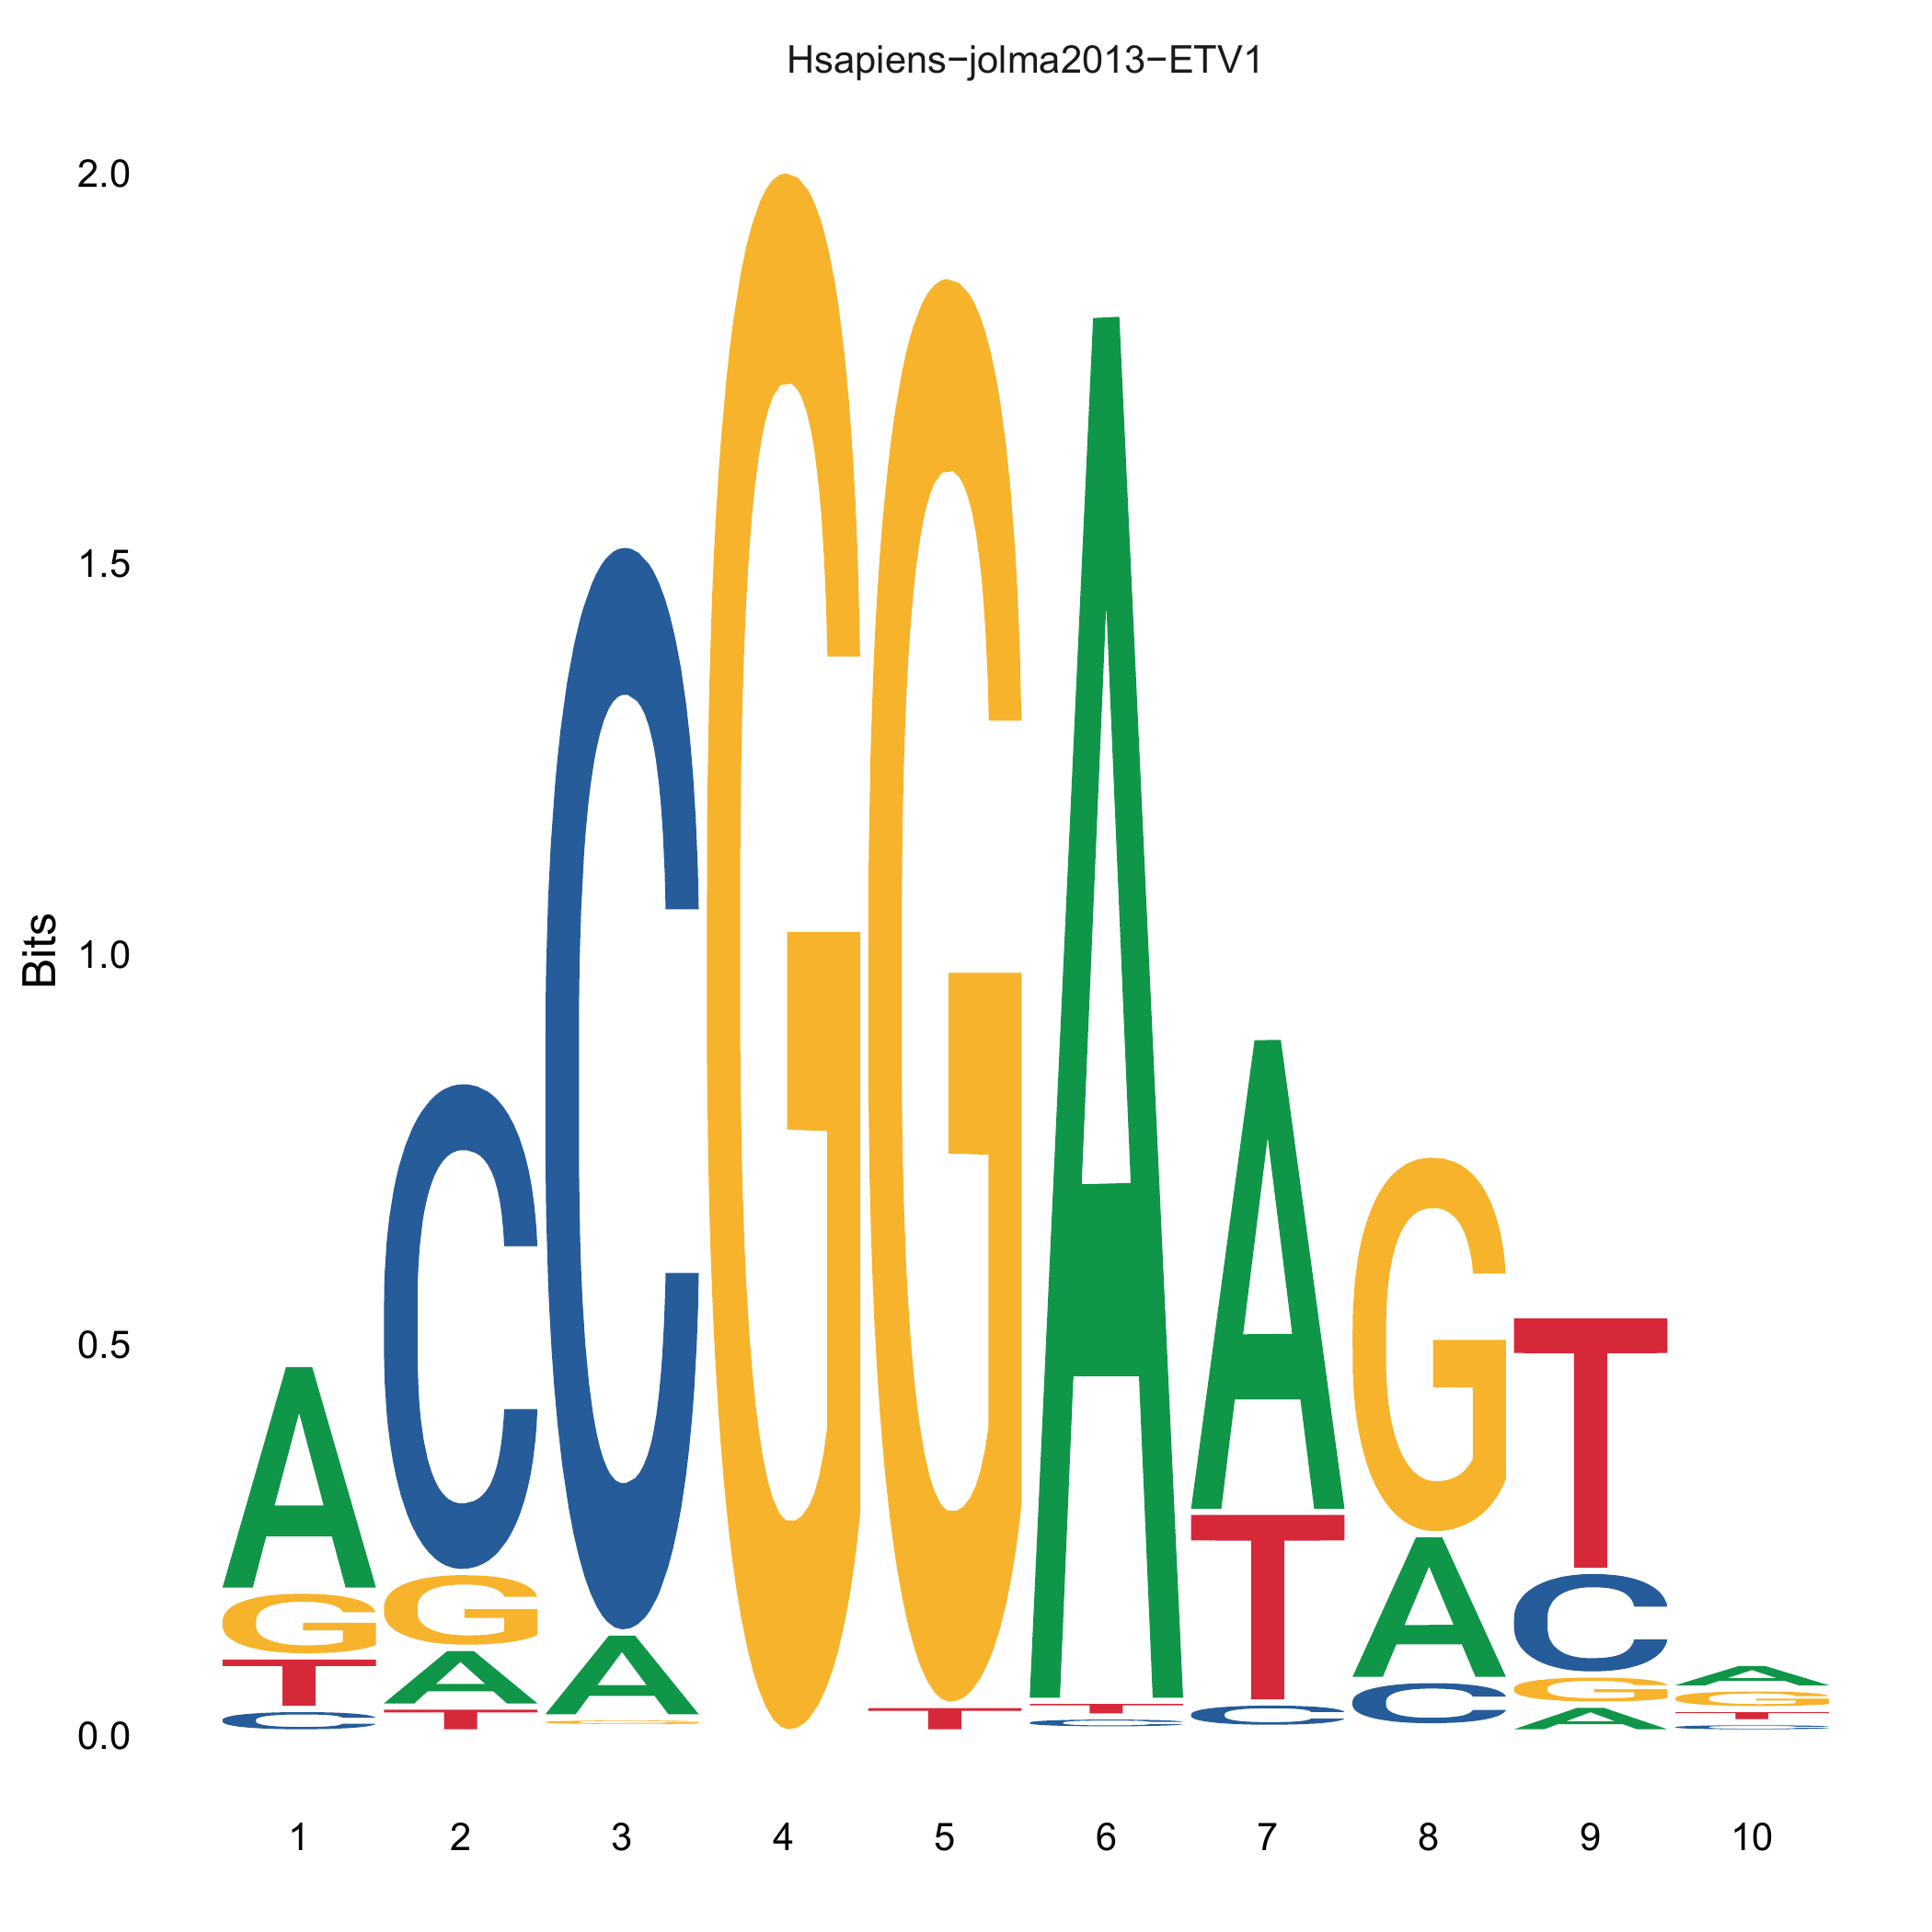 Hsapiens−jolma2013−ETV1
2.0
1.5
1.0
0.5
0.0
Bits
A C C G G A A G T A
G G A T T T A C G
T A G C C C G T
C T A C
1 2 3 4 5 6 7 8 9 10